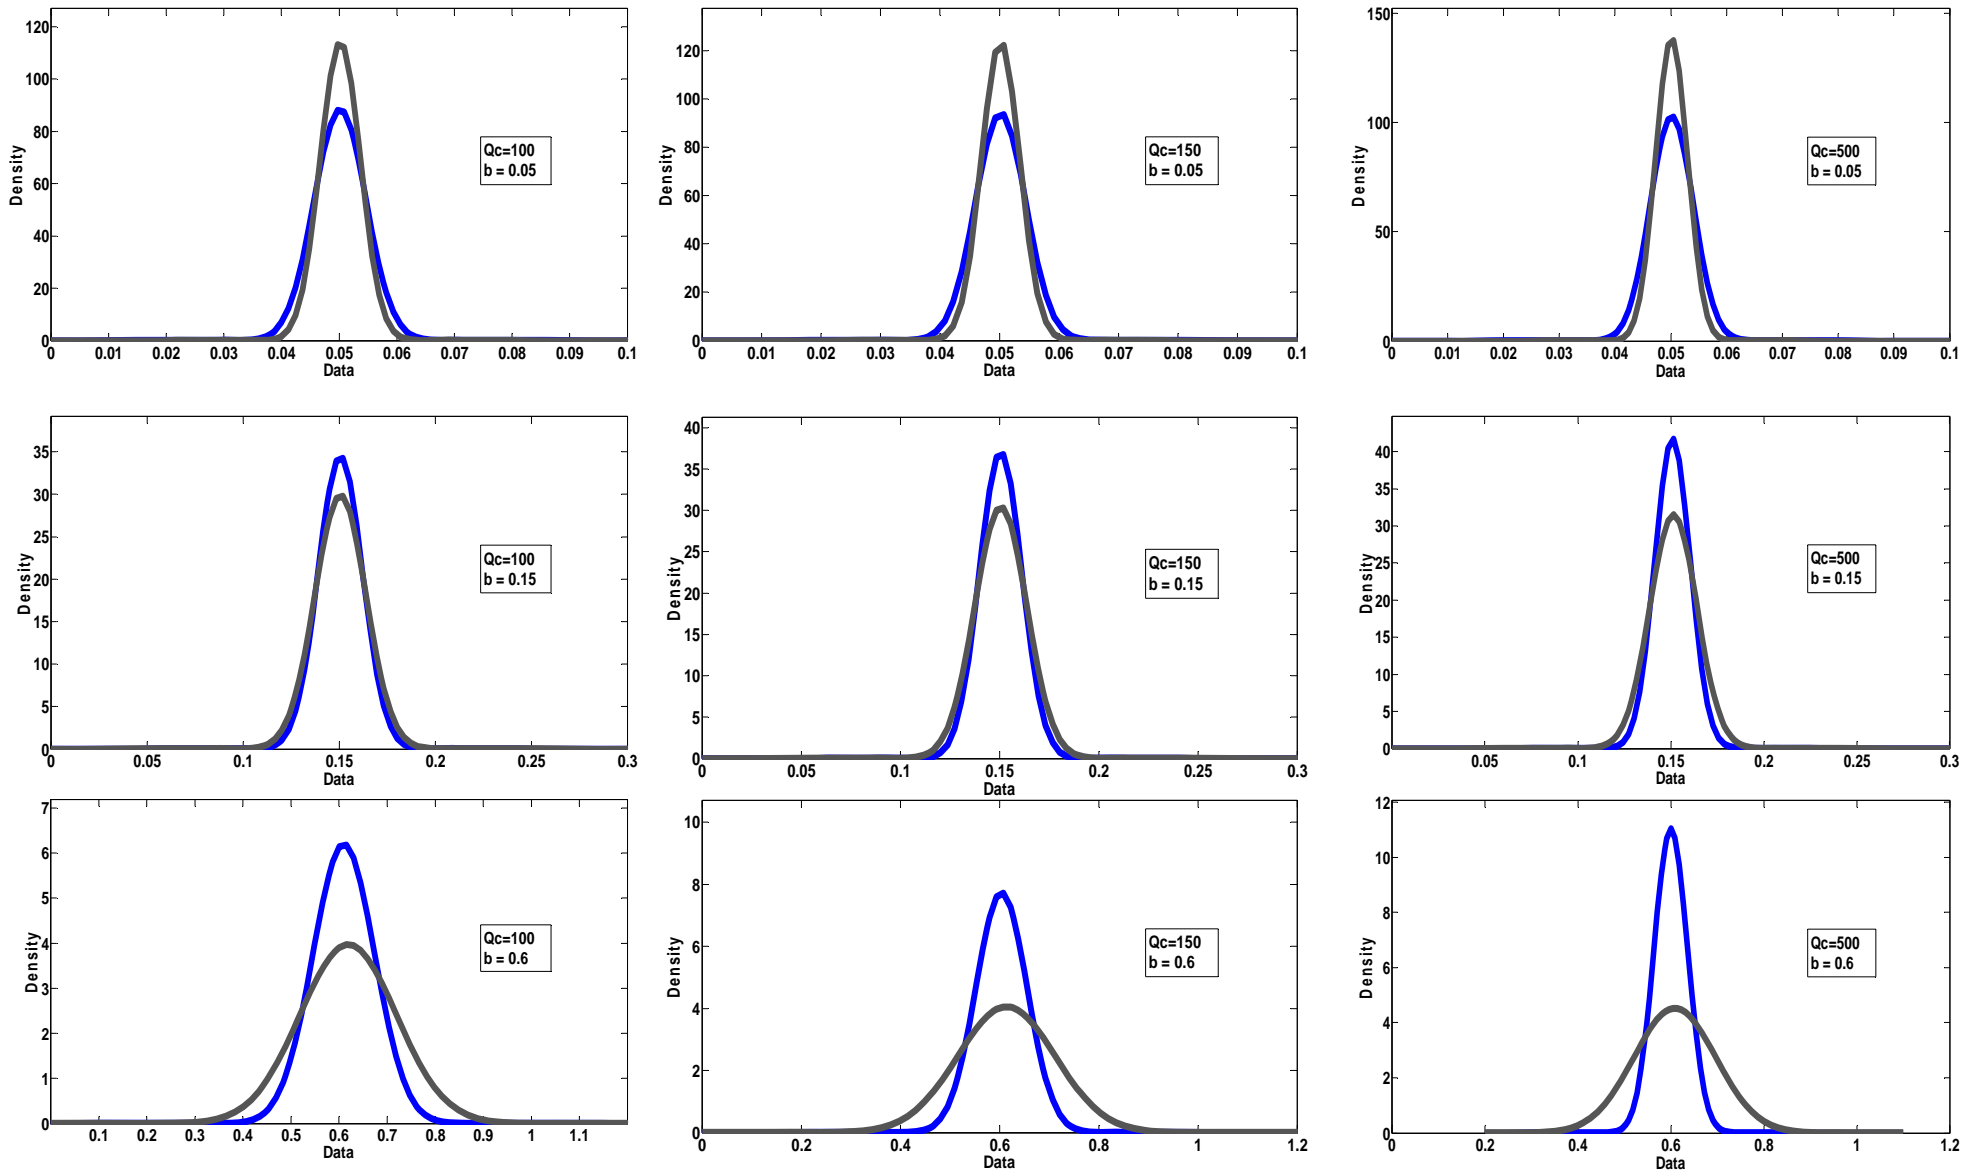 120
100
80
60
40
20
0
Density
0 0.01 0.02 0.03 0.04 0.05 0.06 0.07 0.08 0.09 0.1
Data
Qc=100
b = 0.05
120
100
80
60
40
20
0
Density
0 0.01 0.02 0.03 0.04 0.05 0.06 0.07 0.08 0.09 0.1
Data
Qc=150
b = 0.05
150
100
50
0
Density
0 0.01 0.02 0.03 0.04 0.05 0.06 0.07 0.08 0.09 0.1
Data
Qc=500
b = 0.05
35
30
25
20
15
10
5
0
Density
0 0.05 0.1 0.15 0.2 0.25 0.3
Data
Qc=100
b = 0.15
40
35
30
25
20
15
10
5
0
Density
0 0.05 0.1 0.15 0.2 0.25 0.3
Data
Qc=150
b = 0.15
40
35
30
25
20
15
10
5
0
Density
0.05 0.1 0.15 0.2 0.25 0.3
Data
Qc=500
b = 0.15
7
6
5
4
3
2
1
0
Density
0.1 0.2 0.3 0.4 0.5 0.6 0.7 0.8 0.9 1 1.1
Data
Qc=100
b = 0.6
10
8
6
4
2
0
Density
0 0.2 0.4 0.6 0.8 1 1.2
Data
Qc=150
b = 0.6
12
10
8
6
4
2
0
Density
0 0.2 0.4 0.6 0.8 1 1.2
Data
Qc=500
b = 0.6